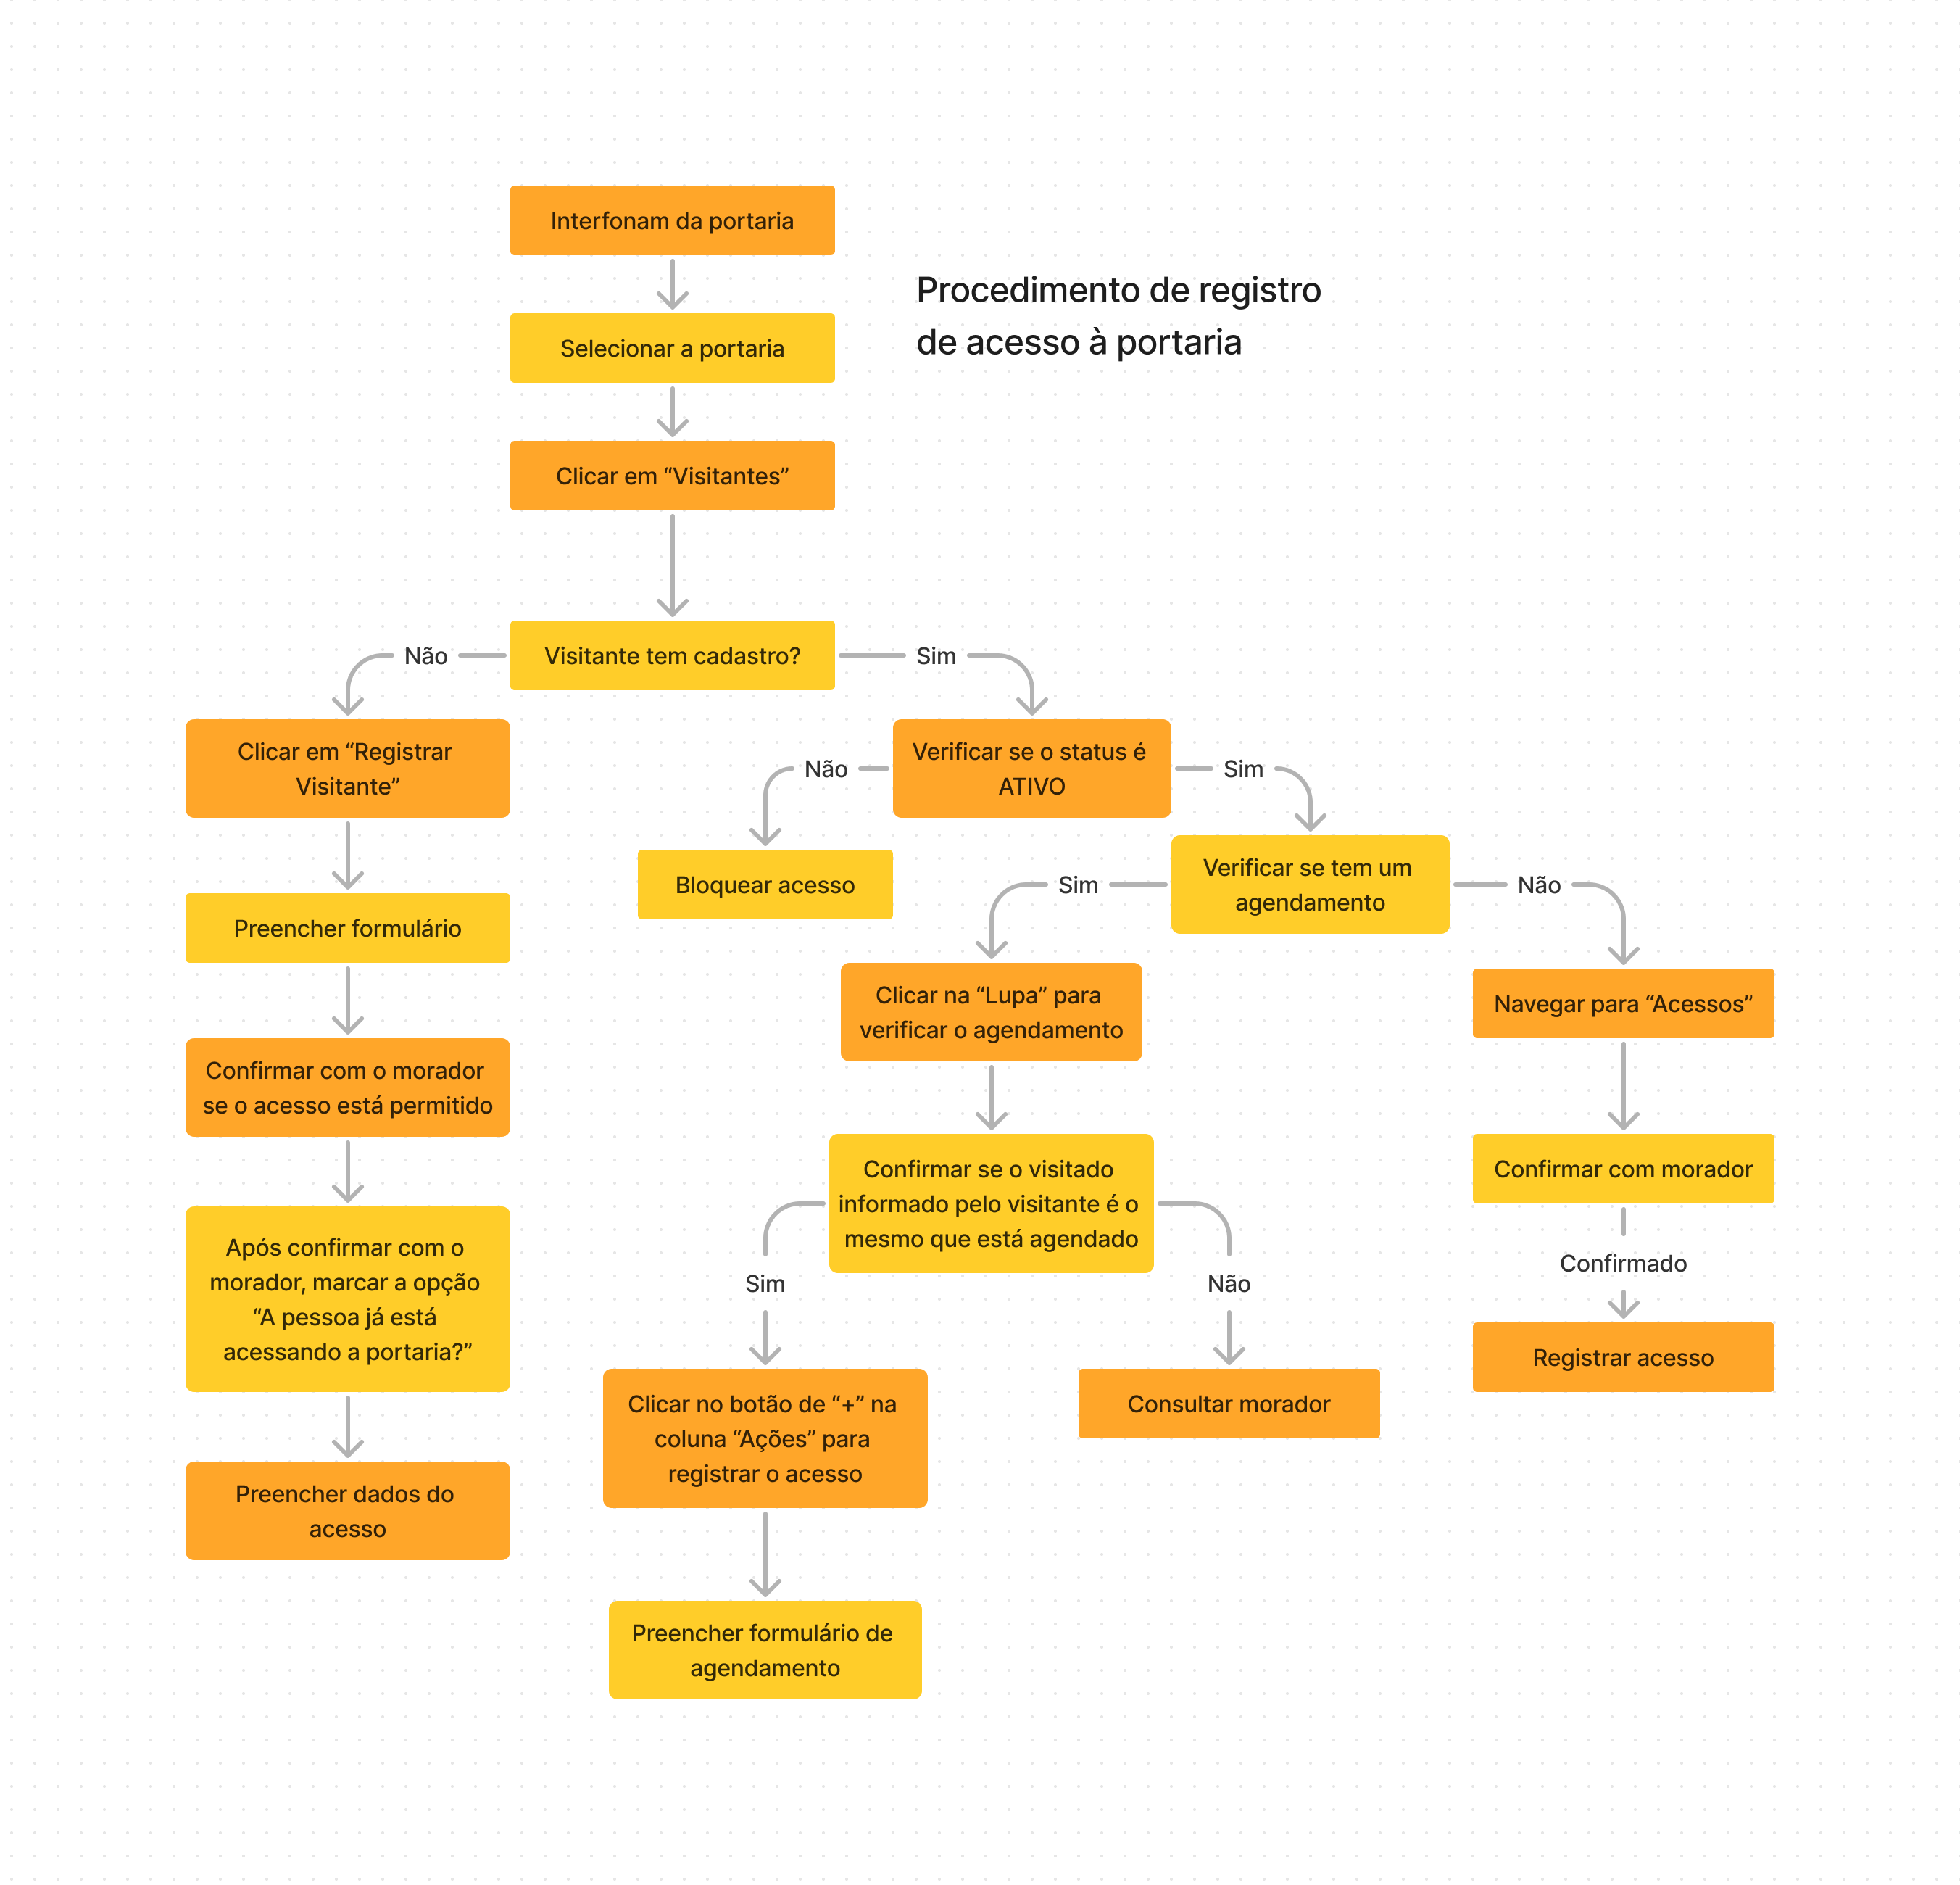 Interfonam da portaria
Procedimento de registro
de acesso à portaria
Selecionar a portaria
Clicar em “Visitantes”
Visitante tem cadastro?
Não
Sim
Clicar em “Registrar
Visitante”
Verificar se o status é
ATIVO
Não
Sim
Bloquear acesso
Verificar se tem um
agendamento
Sim
Não
Preencher formulário
Clicar na “Lupa” para
verificar o agendamento
Navegar para “Acessos”
Confirmar com o morador
se o acesso está permitido
Confirmar se o visitado
informado pelo visitante é o
mesmo que está agendado
Confirmar com morador
Após confirmar com o
morador, marcar a opção
“A pessoa já está
acessando a portaria?”
Sim
Não
Confirmado
Registrar acesso
Clicar no botão de “+” na
coluna “Ações” para
registrar o acesso
Consultar morador
Preencher dados do
acesso
Preencher formulário de
agendamento